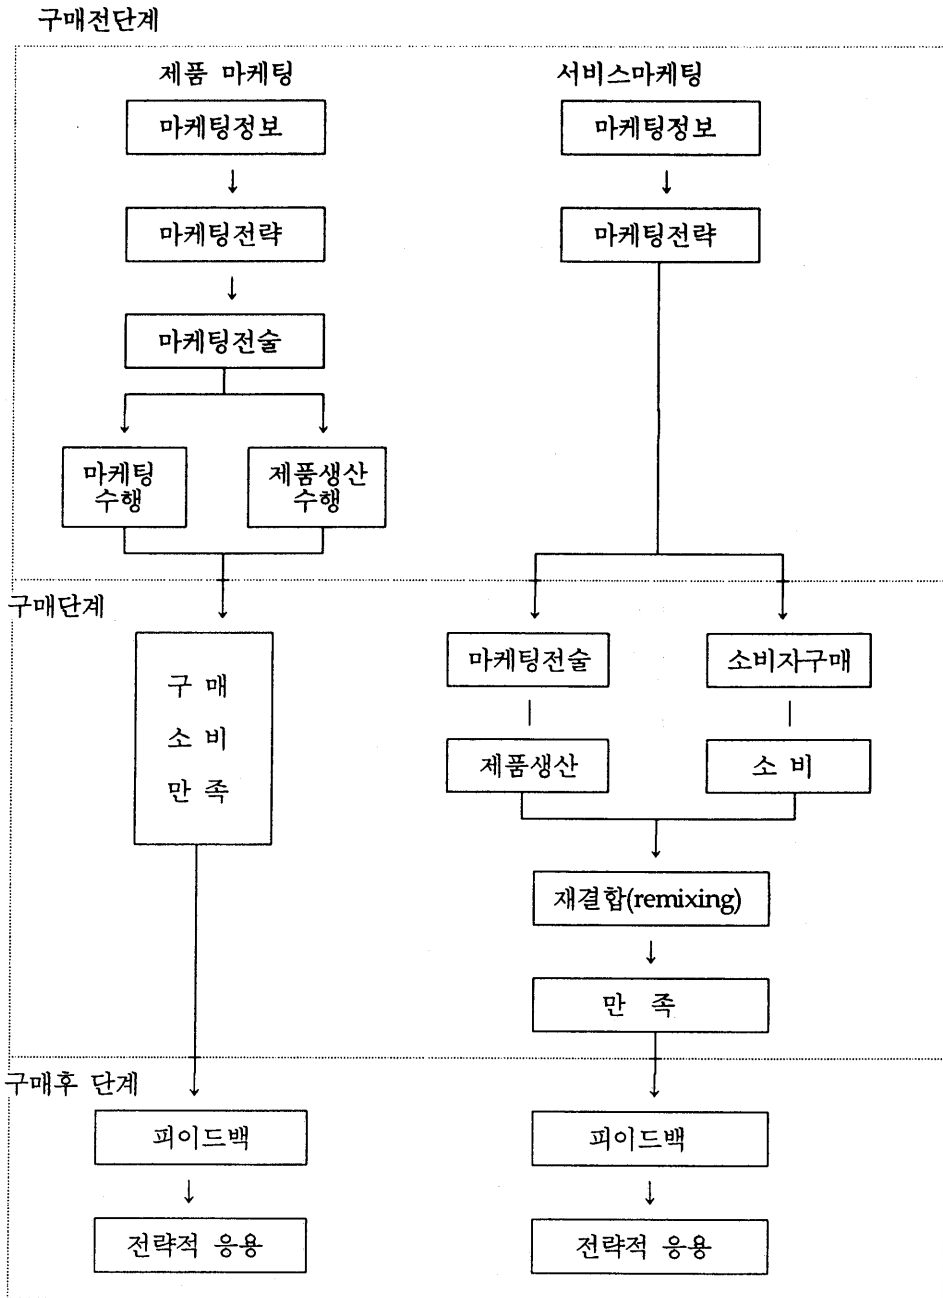 구매전단계
제품 마케팅
서비스마케팅
마케팅정보
마케팅정보
마케팅전략
마케팅전략
마케팅전술
마케팅
수행
제품생산
수행
구매단계
구 매
소 비
만 족
마케팅전술
소비자구매
제품생산
소 비
재결합(remixing)
만 족
구매후 단계
피이드백
피이드백
전략적 응용
전략적 응용